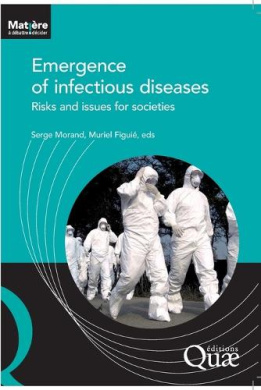 Matière
à débattre & décider
Emergence
of infectious diseases
Risks and issues for societies
Serge Morand, Muriel Figuié, eds
éditions
Quæ